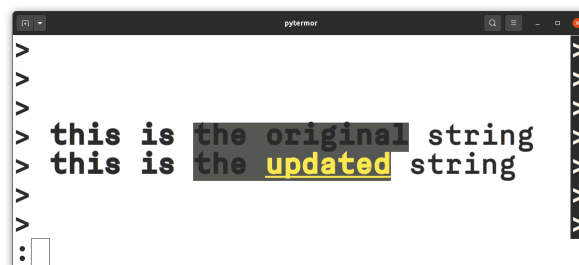 pytermor
>
>
>
> this is the original string
> this is the updated string
>
>
: